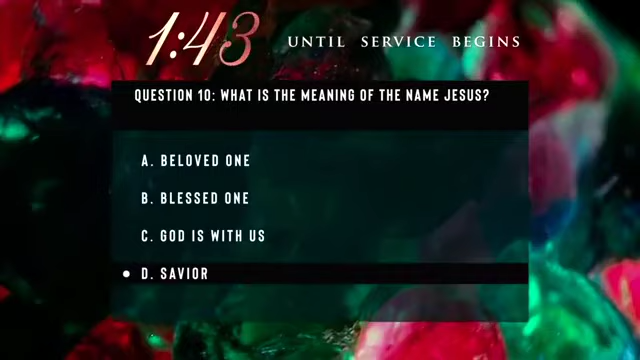 1:43 UNTIL SERVICE BEGINS
QUESTION 10: WHAT IS THE MEANING OF THE NAME JESUS?
A. BELOVED ONE
B. BLESSED ONE
C. GOD IS WITH US
D. SAVIOR